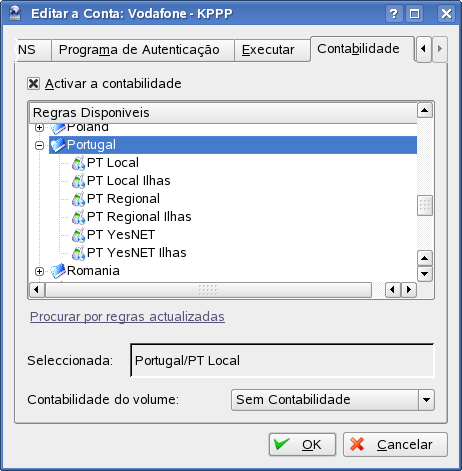 Editar a Conta: Vodafone - KPPP
NS Programa de Autenticação Executar Contabilidade
Activar a contabilidade
Regras Disponíveis
Poland
Portugal
PT Local
PT Local Ilhas
PT Regional
PT Regional Ilhas
PT YesNET
PT YesNET Ilhas
Romania
Procurar por regras actualizadas
Seleccionada: Portugal/PT Local
Contabilidade do volume: Sem Contabilidade
OK Cancelar